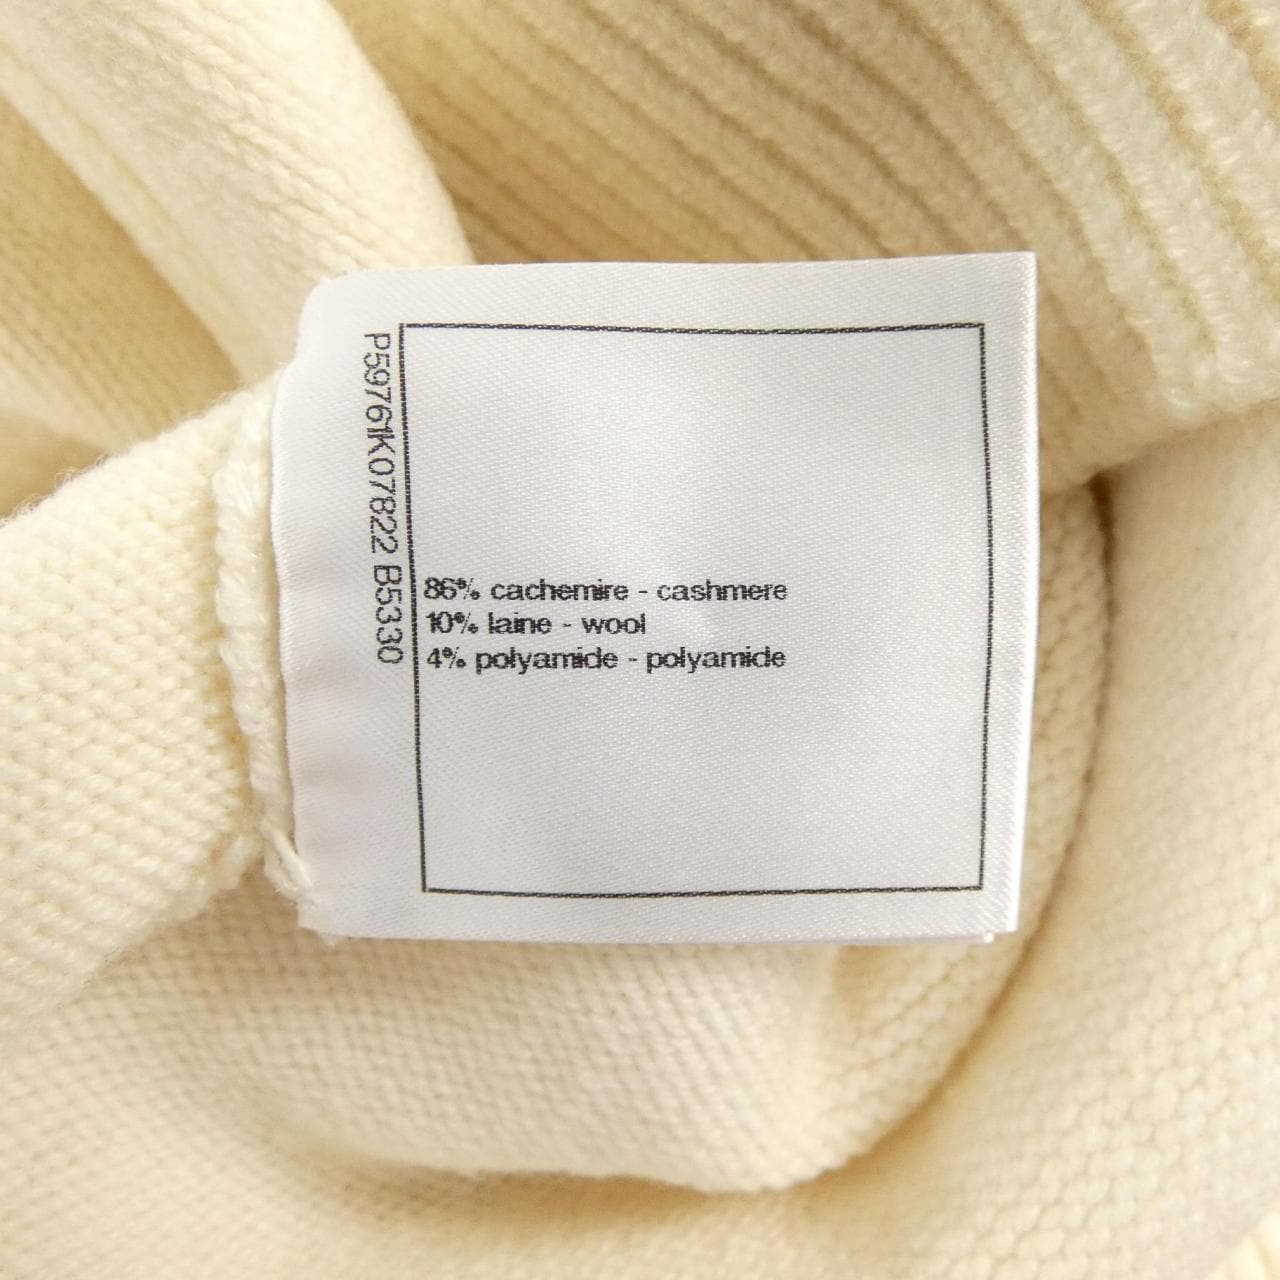 P59761K07822 B5330
86% cachemire - cashmere
10% laine - wool
4% polyamide - polyamide